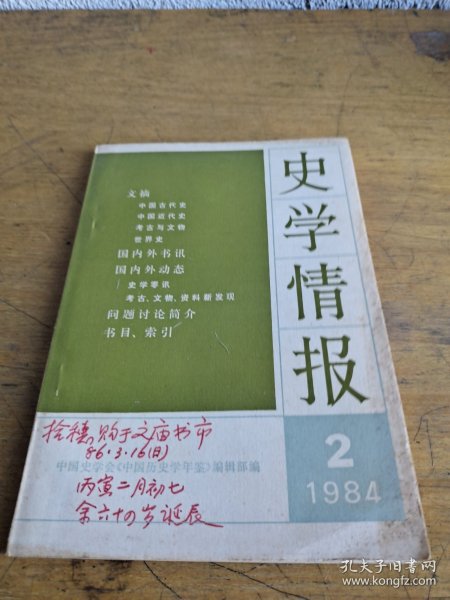 史学情报
文摘
中国古代史
中国近代史
考古与文物
世界史
国内外书讯
国内外动态
史学零讯
考古、文物、资料新发现
问题讨论简介
书目、索引
拾穗购于文庙书市
86.3.16(日)
中国史学会《中国历史学年鉴》编辑部编
丙寅二月初七
余六十四岁诞辰
2
1984
孔夫子旧书网
kongfz.com